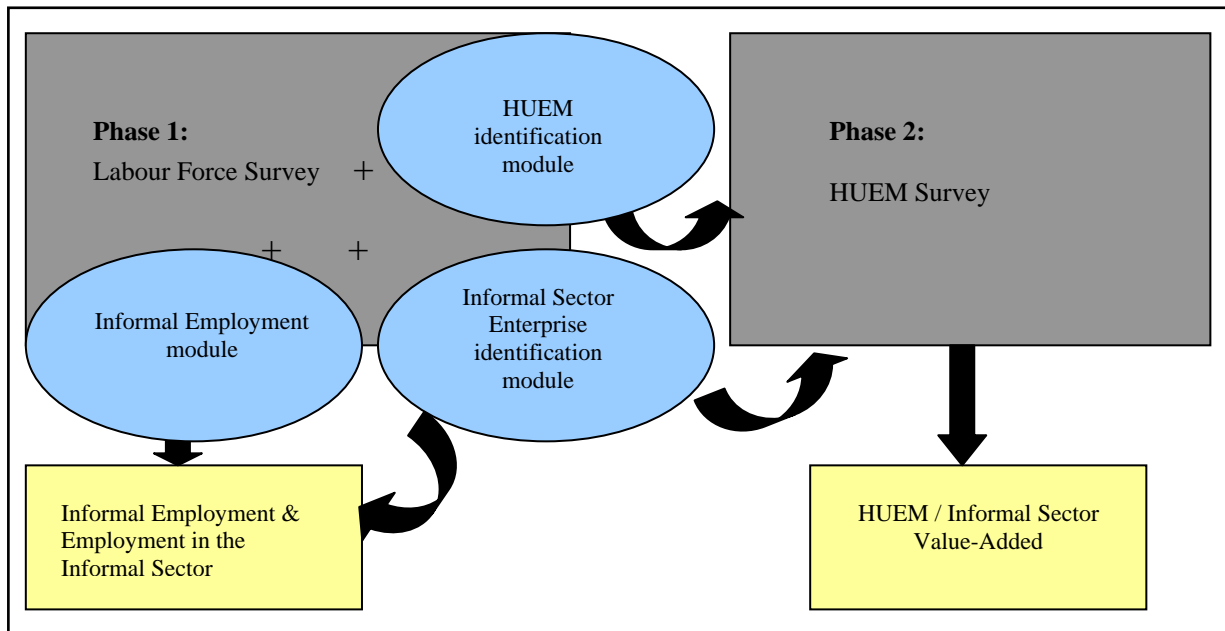 Phase 1:
Labour Force Survey +
+ +
HUEM
identification
module
Informal Employment
module
Informal Sector
Enterprise
identification
module
Phase 2:
HUEM Survey
Informal Employment &
Employment in the
Informal Sector
HUEM / Informal Sector
Value-Added